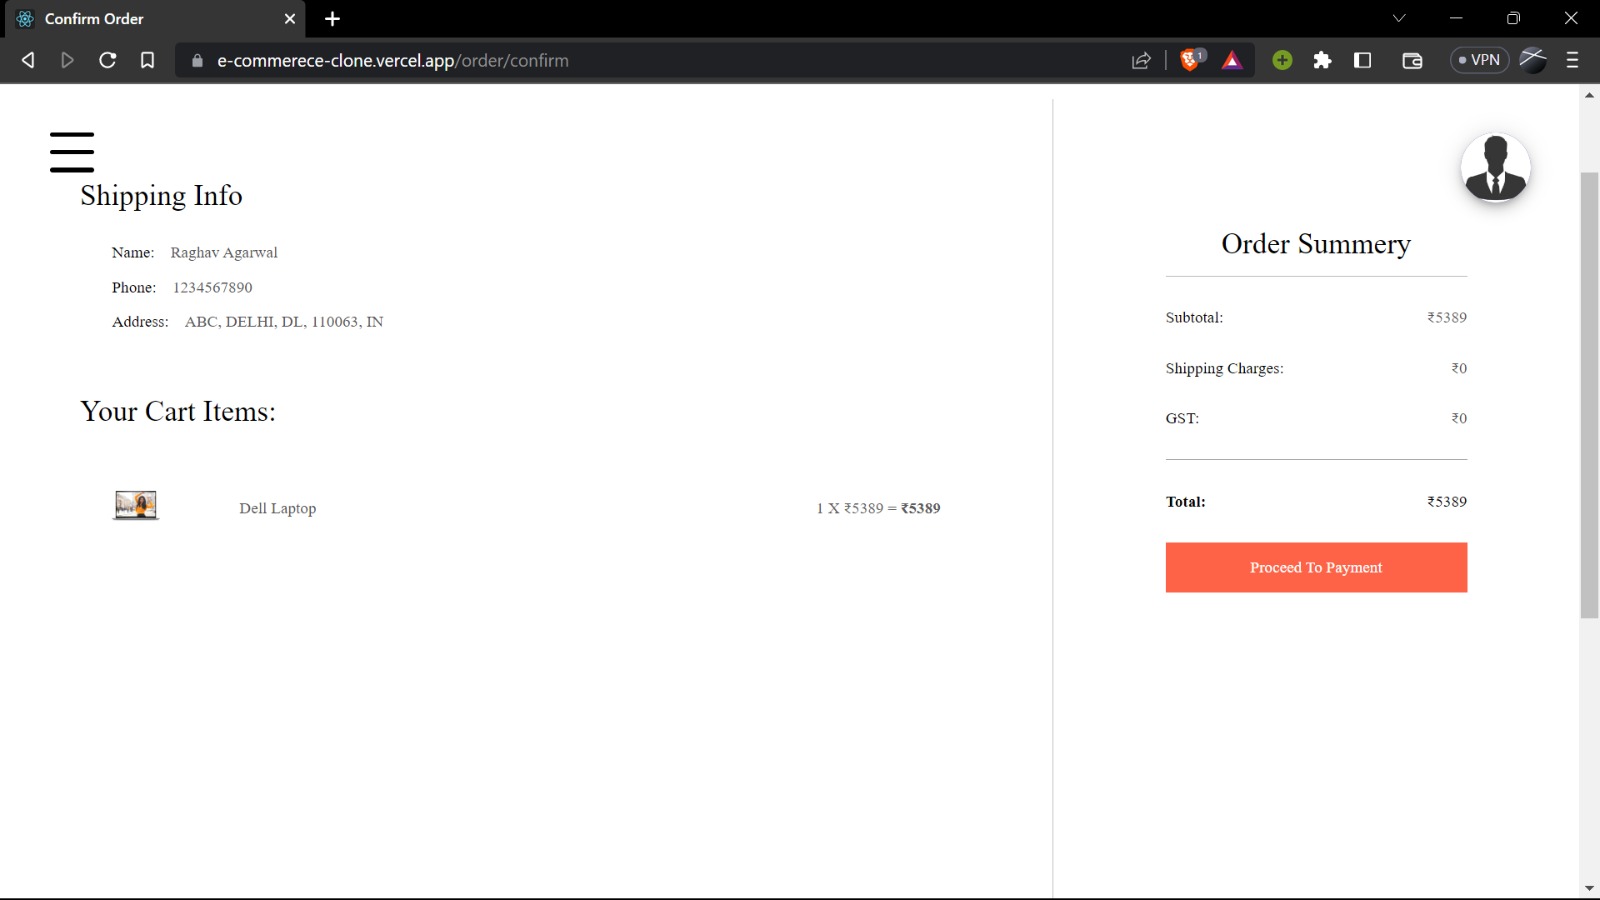 Confirm Order
e-commerece-clone.vercel.app/order/confirm
1
VPN
Shipping Info
Name: Raghav Agarwal
Phone: 1234567890
Address: ABC, DELHI, DL, 110063, IN
Your Cart Items:
Dell Laptop 1 X ₹5389 = ₹5389
Order Summery
Subtotal: ₹5389
Shipping Charges: ₹0
GST: ₹0
Total: ₹5389
Proceed To Payment